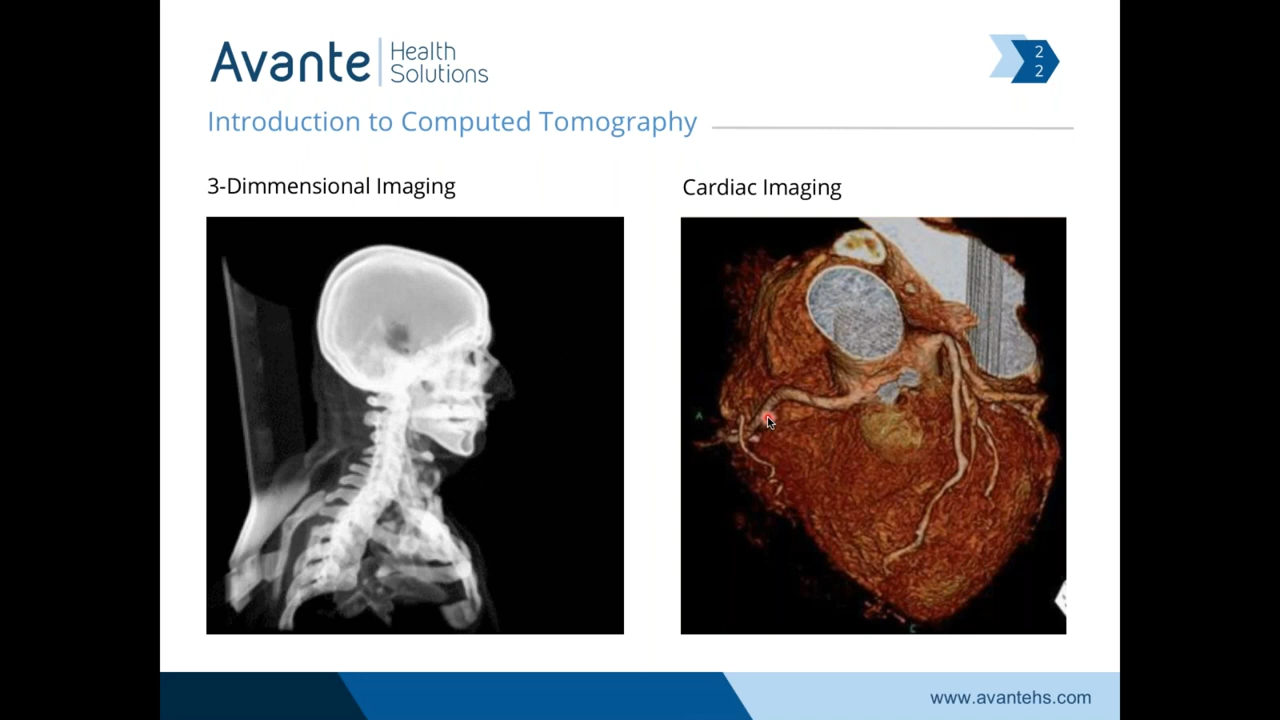 Avante
Health
Solutions
2
2
Introduction to Computed Tomography
3-Dimmensional Imaging
Cardiac Imaging
A
C
www.avantehs.com